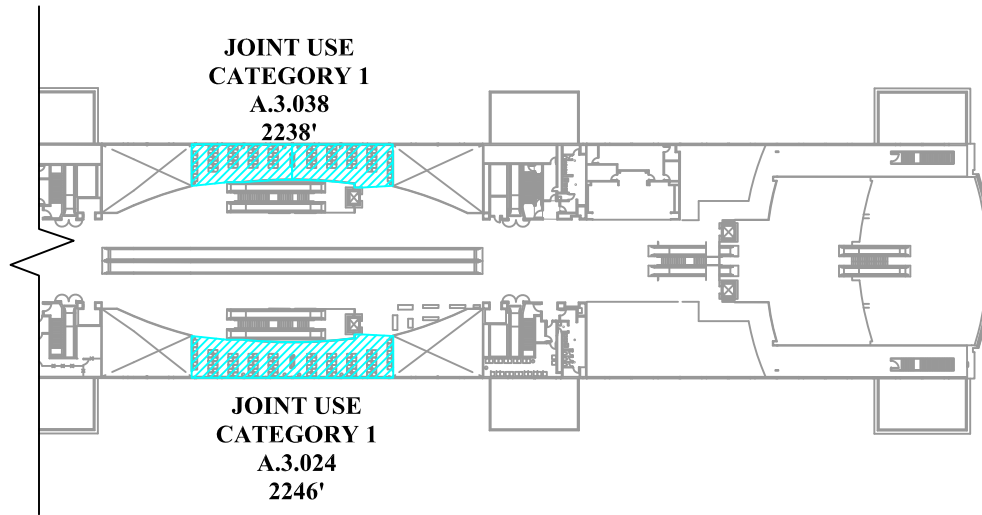 JOINT USE
CATEGORY 1
A.3.038
2238'
JOINT USE
CATEGORY 1
A.3.024
2246'